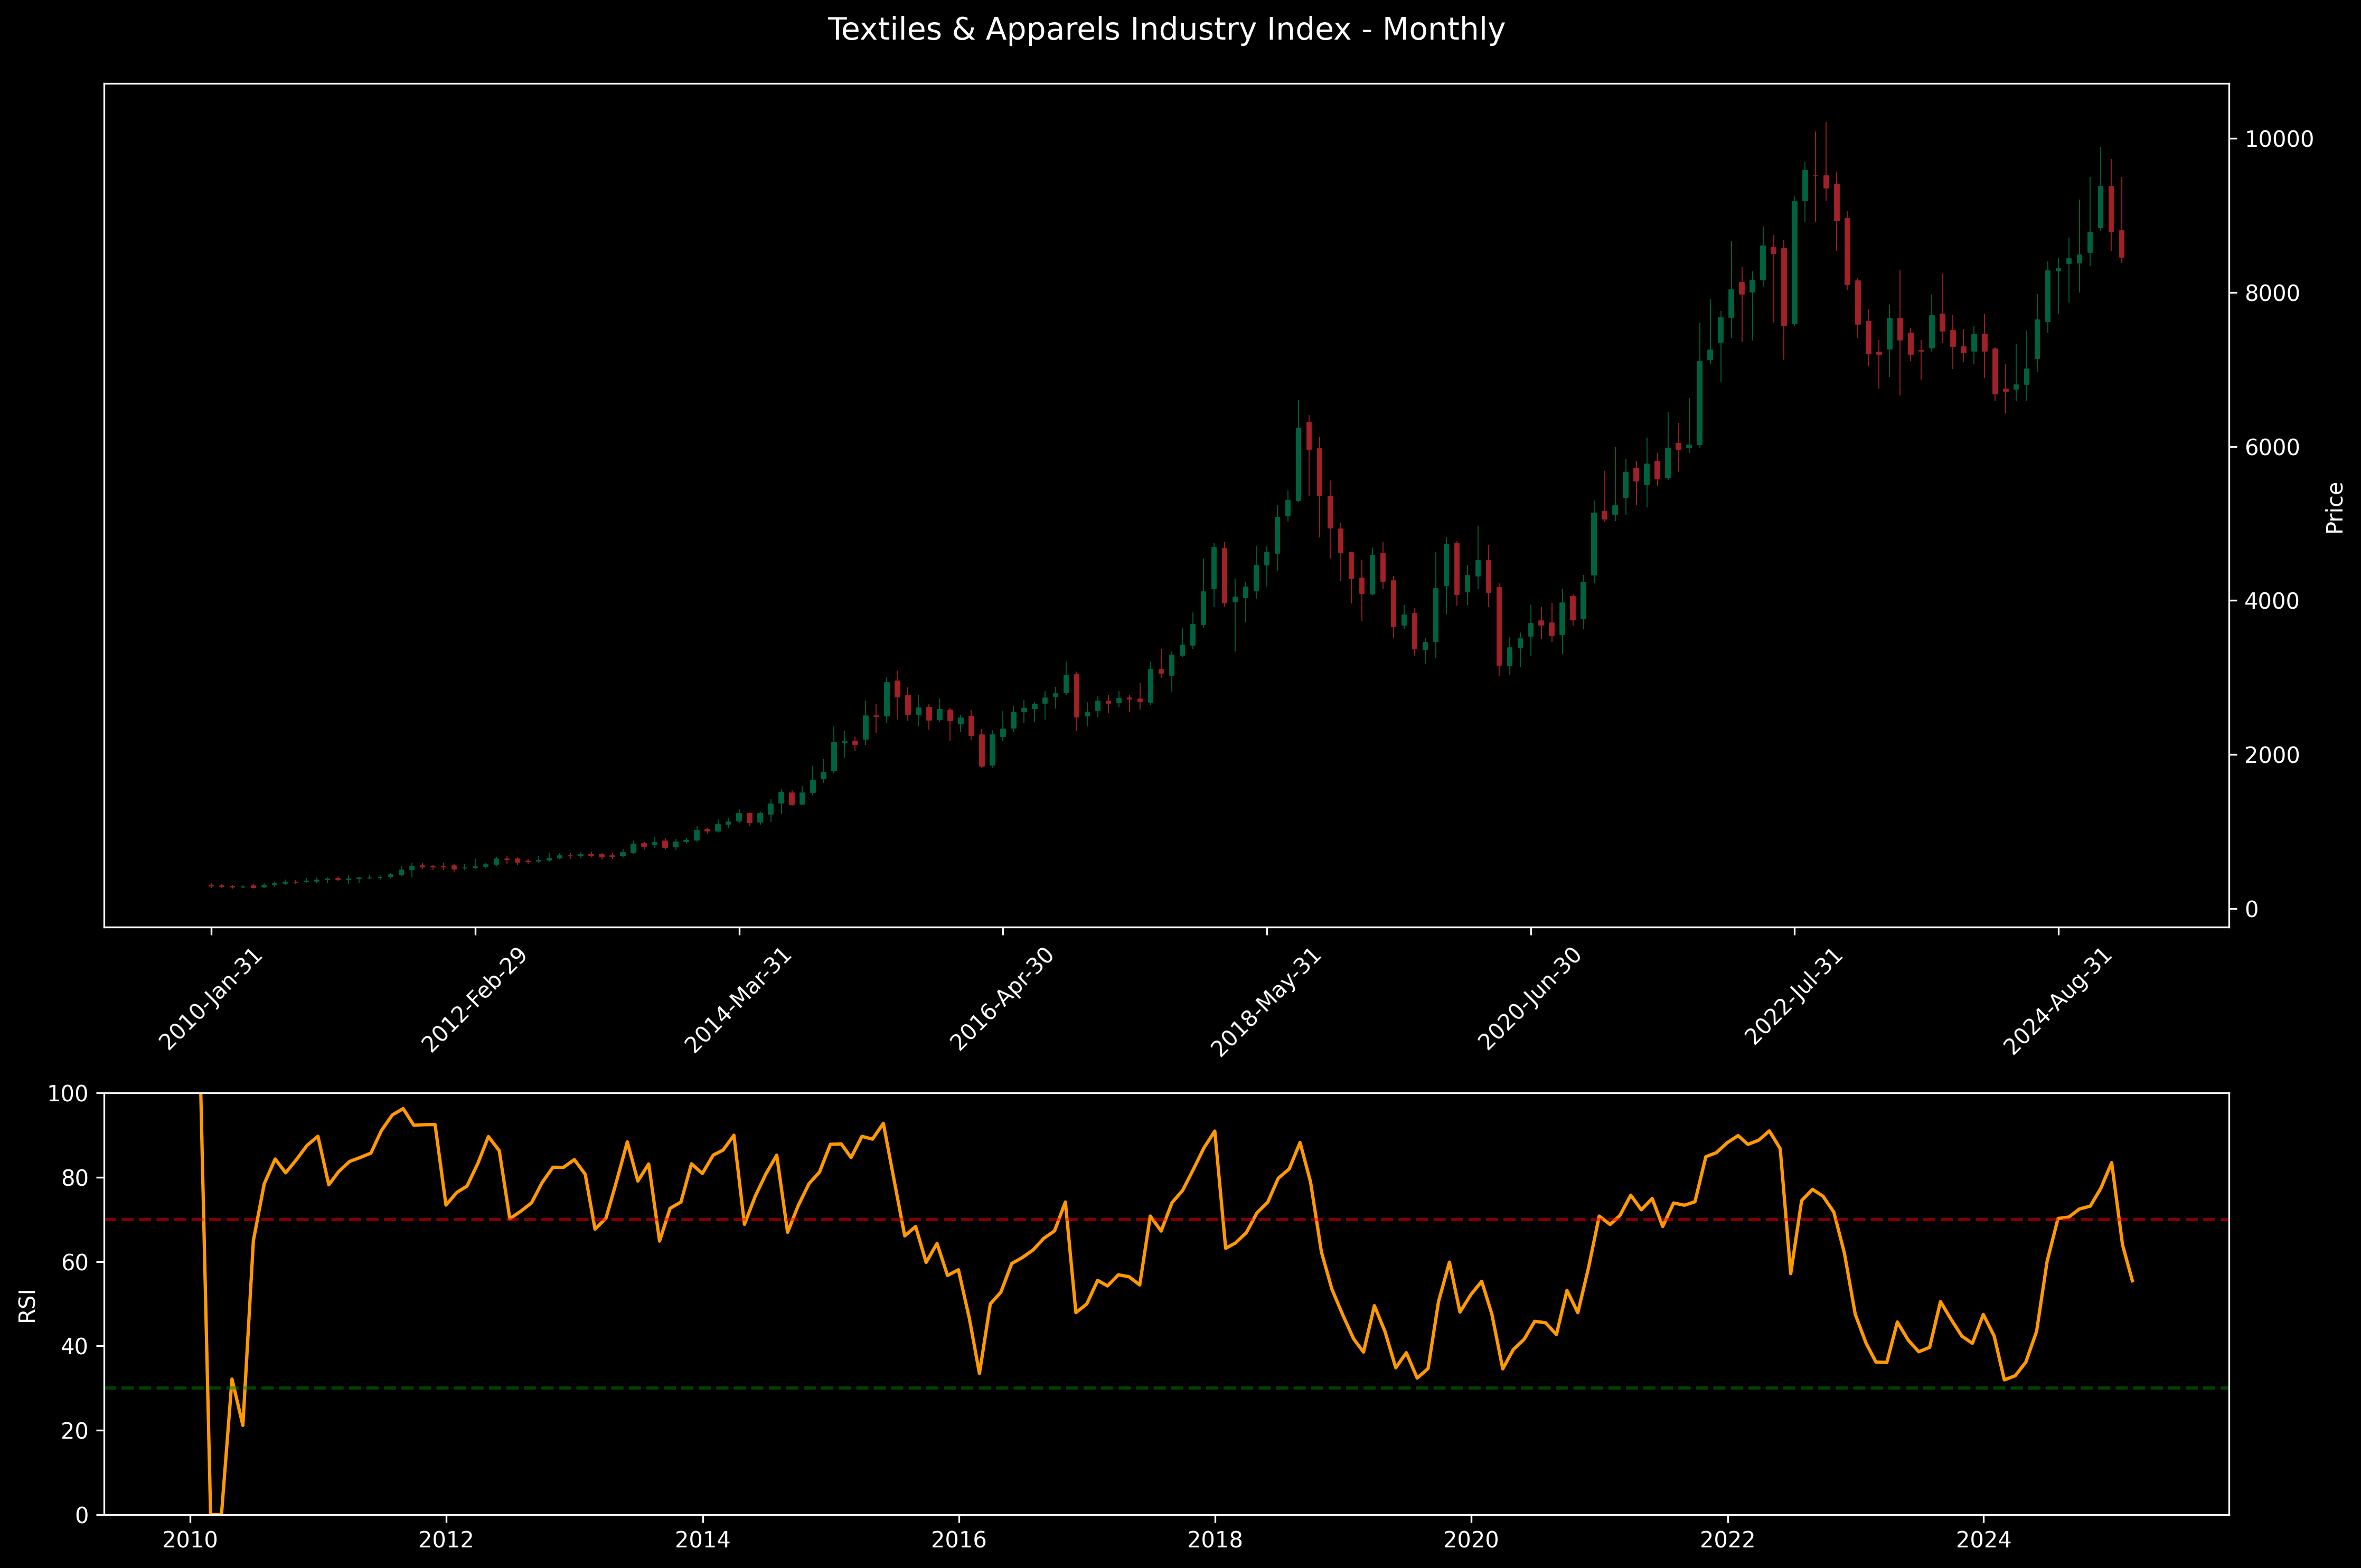 Textiles & Apparels Industry Index - Monthly
10000
8000
6000
4000
2000
0
Price
2010-Jan-31
2012-Feb-29
2014-Mar-31
2016-Apr-30
2018-May-31
2020-Jun-30
2022-Jul-31
2024-Aug-31
100
80
60
40
20
0
RSI
2010
2012
2014
2016
2018
2020
2022
2024